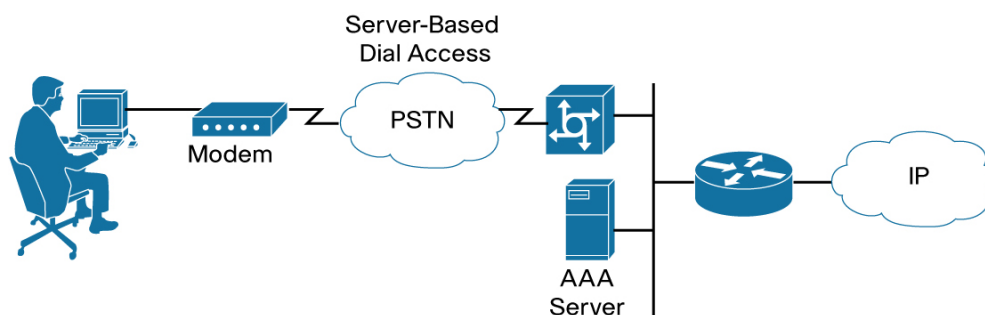 Server-Based
Dial Access
PSTN
Modem
IP
AAA
Server